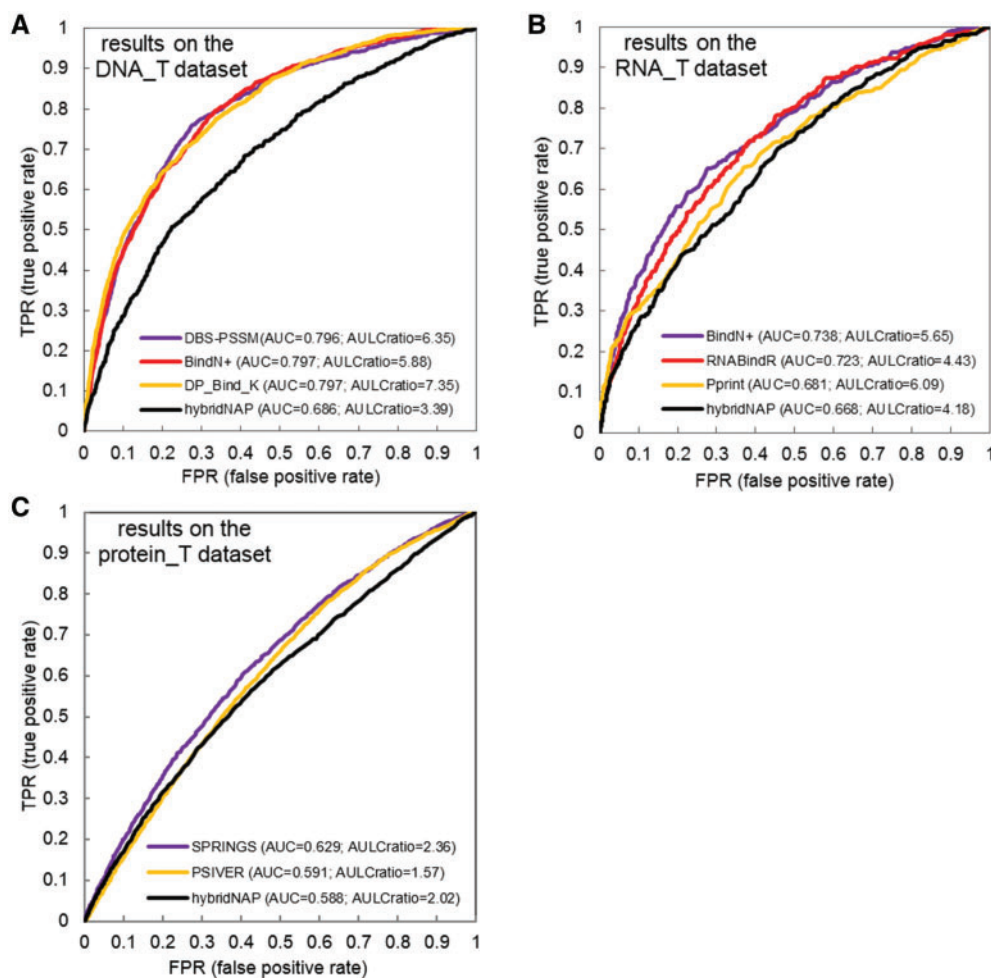 A
results on the
DNA_T dataset
TPR (true positive rate)
1
0.9
0.8
0.7
0.6
0.5
0.4
0.3
0.2
0.1
0
DBS-PSSM(AUC=0.796; AULCratio=6.35)
BindN+ (AUC=0.797; AULCratio=5.88)
DP_Bind_K (AUC=0.797; AULCratio=7.35)
hybridNAP (AUC=0.686; AULCratio=3.39)
0 0.1 0.2 0.3 0.4 0.5 0.6 0.7 0.8 0.9 1
FPR (false positive rate)
B
results on the
RNA_T dataset
TPR (true positive rate)
1
0.9
0.8
0.7
0.6
0.5
0.4
0.3
0.2
0.1
0
BindN+ (AUC=0.738; AULCratio=5.65)
RNABindR (AUC=0.723; AULCratio=4.43)
Pprint (AUC=0.681; AULCratio=6.09)
hybridNAP (AUC=0.668; AULCratio=4.18)
0 0.1 0.2 0.3 0.4 0.5 0.6 0.7 0.8 0.9 1
FPR (false positive rate)
C
results on the
protein_T dataset
TPR (true positive rate)
1
0.9
0.8
0.7
0.6
0.5
0.4
0.3
0.2
0.1
0
SPRINGS (AUC=0.629; AULCratio=2.36)
PSIVER (AUC=0.591; AULCratio=1.57)
hybridNAP (AUC=0.588; AULCratio=2.02)
0 0.1 0.2 0.3 0.4 0.5 0.6 0.7 0.8 0.9 1
FPR (false positive rate)